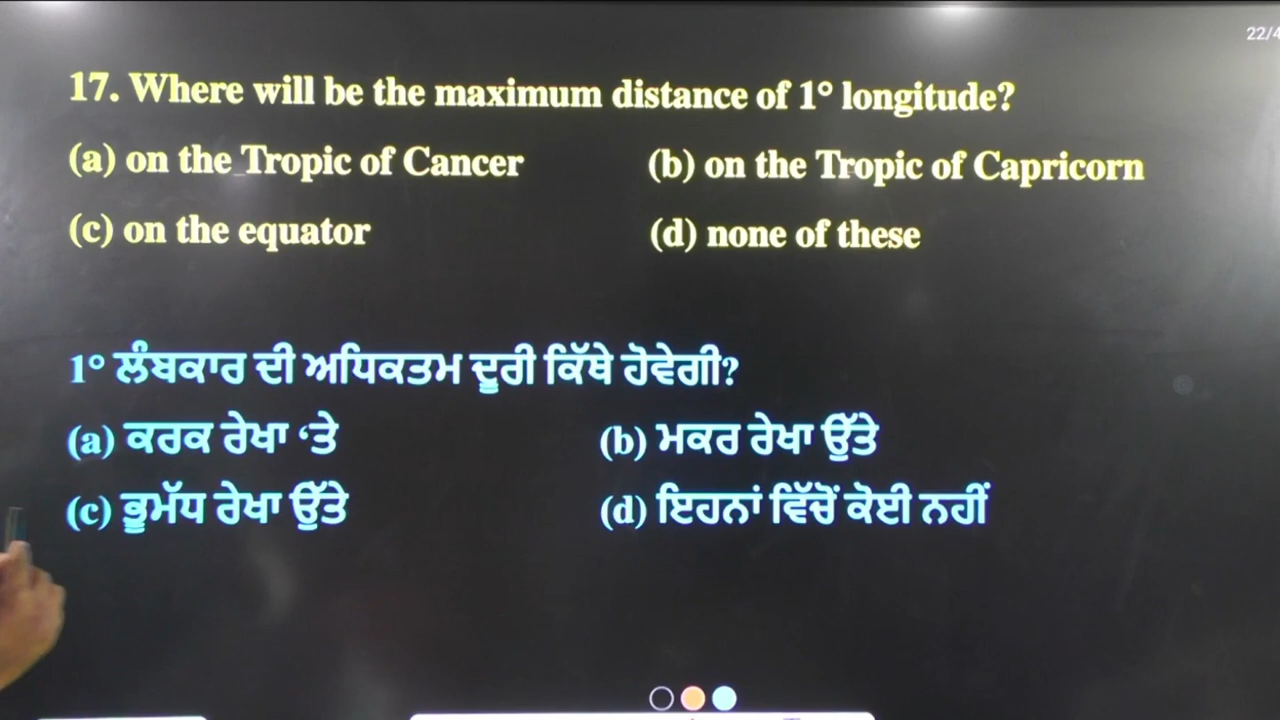 22/4
17. Where will be the maximum distance of 1° longitude?
(a) on the Tropic of Cancer (b) on the Tropic of Capricorn
(c) on the equator (d) none of these
1° ਲੰਬਕਾਰ ਦੀ ਅਧਿਕਤਮ ਦੂਰੀ ਕਿੱਥੇ ਹੋਵੇਗੀ?
(a) ਕਰਕ ਰੇਖਾ ‘ਤੇ (b) ਮਕਰ ਰੇਖਾ ਉੱਤੇ
(c) ਭੂਮੱਧ ਰੇਖਾ ਉੱਤੇ (d) ਇਹਨਾਂ ਵਿੱਚੋਂ ਕੋਈ ਨਹੀਂ